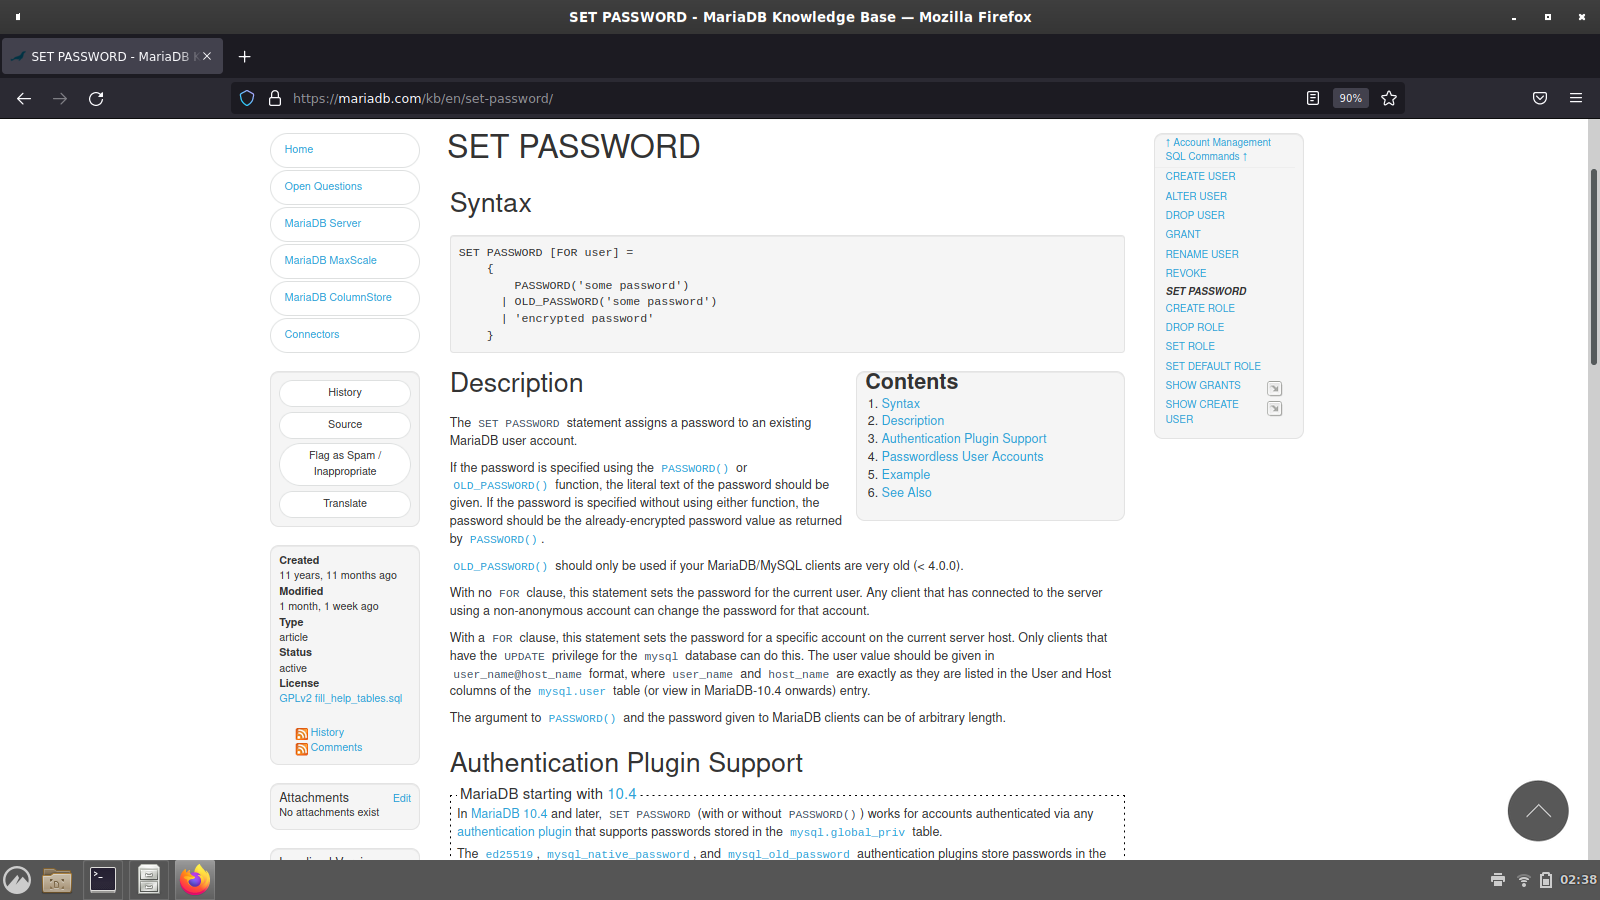 SET PASSWORD - MariaDB Knowledge Base — Mozilla Firefox
SET PASSWORD - MariaDB
https://mariadb.com/kb/en/set-password/
90%
Home
Open Questions
MariaDB Server
MariaDB MaxScale
MariaDB ColumnStore
Connectors
History
Source
Flag as Spam /
Inappropriate
Translate
Created
11 years, 11 months ago
Modified
1 month, 1 week ago
Type
article
Status
active
License
GPLv2 fill_help_tables.sql
History
Comments
Attachments Edit
No attachments exist
SET PASSWORD
Syntax
SET PASSWORD [FOR user] =
{
PASSWORD('some password')
| OLD_PASSWORD('some password')
| 'encrypted password'
}
Description
The SET PASSWORD statement assigns a password to an existing
MariaDB user account.
If the password is specified using the PASSWORD() or
OLD_PASSWORD() function, the literal text of the password should be
given. If the password is specified without using either function, the
password should be the already-encrypted password value as returned
by PASSWORD().
Contents
1. Syntax
2. Description
3. Authentication Plugin Support
4. Passwordless User Accounts
5. Example
6. See Also
OLD_PASSWORD() should only be used if your MariaDB/MySQL clients are very old (< 4.0.0).
With no FOR clause, this statement sets the password for the current user. Any client that has connected to the server
using a non-anonymous account can change the password for that account.
With a FOR clause, this statement sets the password for a specific account on the current server host. Only clients that
have the UPDATE privilege for the mysql database can do this. The user value should be given in
user_name@host_name format, where user_name and host_name are exactly as they are listed in the User and Host
columns of the mysql.user table (or view in MariaDB-10.4 onwards) entry.
The argument to PASSWORD() and the password given to MariaDB clients can be of arbitrary length.
Authentication Plugin Support
MariaDB starting with 10.4
In MariaDB 10.4 and later, SET PASSWORD (with or without PASSWORD()) works for accounts authenticated via any
authentication plugin that supports passwords stored in the mysql.global_priv table.
The ed25519, mysql_native_password, and mysql_old_password authentication plugins store passwords in the
↑ Account Management
SQL Commands ↑
CREATE USER
ALTER USER
DROP USER
GRANT
RENAME USER
REVOKE
SET PASSWORD
CREATE ROLE
DROP ROLE
SET ROLE
SET DEFAULT ROLE
SHOW GRANTS
SHOW CREATE
USER
02:38